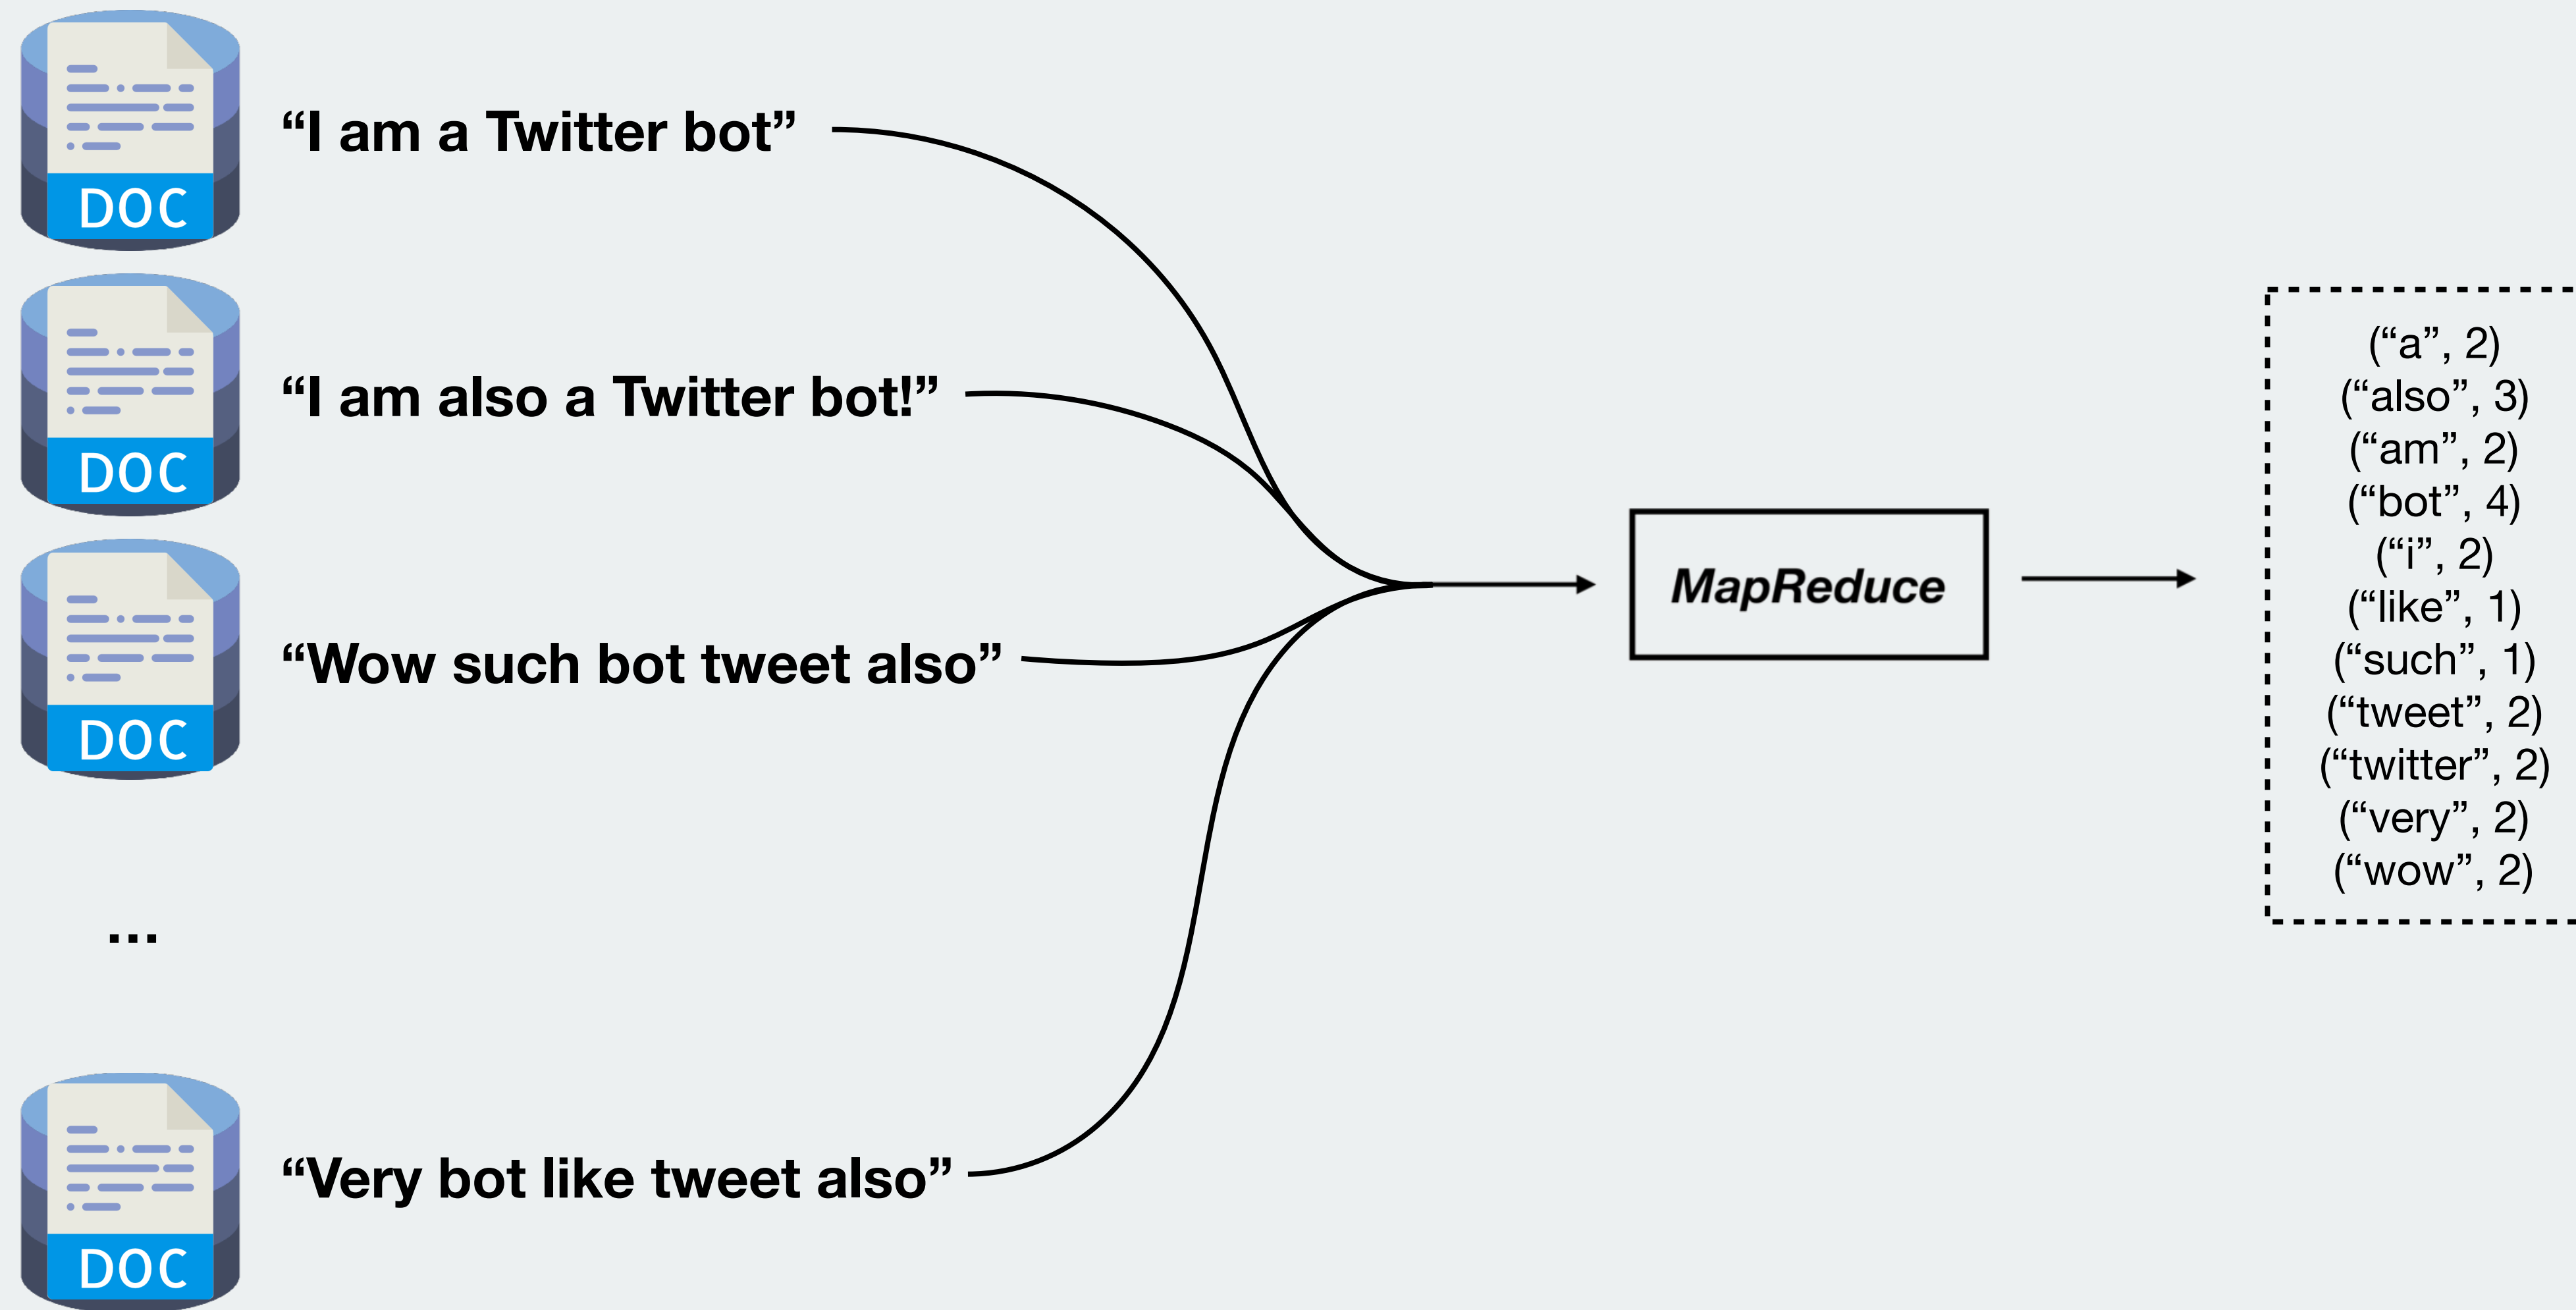 “I am a Twitter bot”
DOC
“I am also a Twitter bot!”
DOC
“Wow such bot tweet also”
DOC
...
“Very bot like tweet also”
DOC
MapReduce
(“a”, 2)
(“also”, 3)
(“am”, 2)
(“bot”, 4)
(“i”, 2)
(“like”, 1)
(“such”, 1)
(“tweet”, 2)
(“twitter”, 2)
(“very”, 2)
(“wow”, 2)